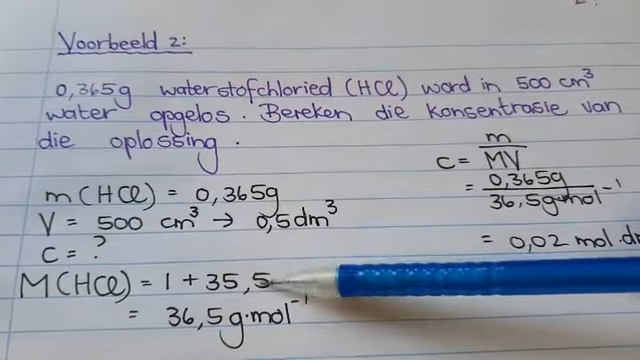 Voorbeeld 2:
0,365g waterstofchloried (HCl) word in 500 cm³
water opgelos. Bereken die konsentrasie van
die oplossing.
m(HCl) = 0,365g
V = 500 cm³ → 0,5dm³
c = ?
M(HCl) = 1 + 35,5
= 36,5 g·mol⁻¹
c = m/MV
= 0,365g/36,5g·mol⁻¹
= 0,02 mol.